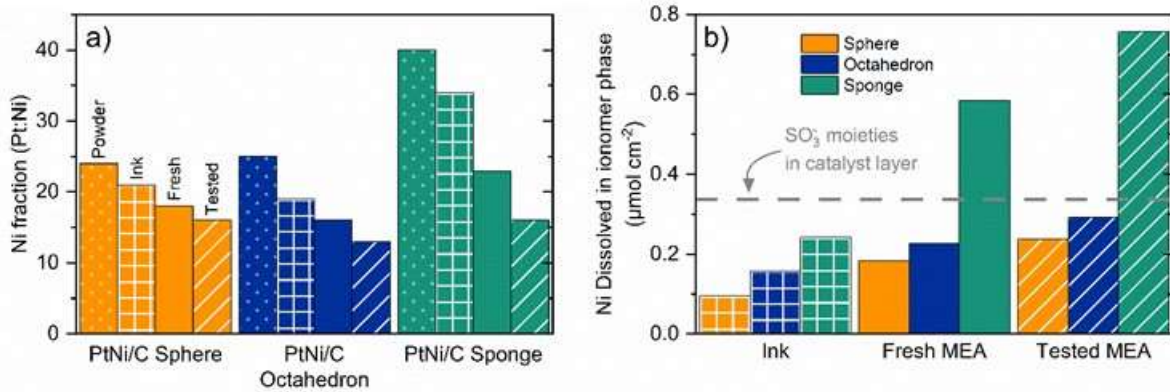 a)
Ni fraction (Pt:Ni)
40
30
20
10
0
Powder
Ink
Fresh
Tested
PtNi/C Sphere
PtNi/C
Octahedron
PtNi/C Sponge
b)
Ni Dissolved in ionomer phase
(μmol cm⁻²)
0.8
0.6
0.4
0.2
0.0
Sphere
Octahedron
Sponge
SO₃⁻ moieties
in catalyst layer
Ink
Fresh MEA
Tested MEA